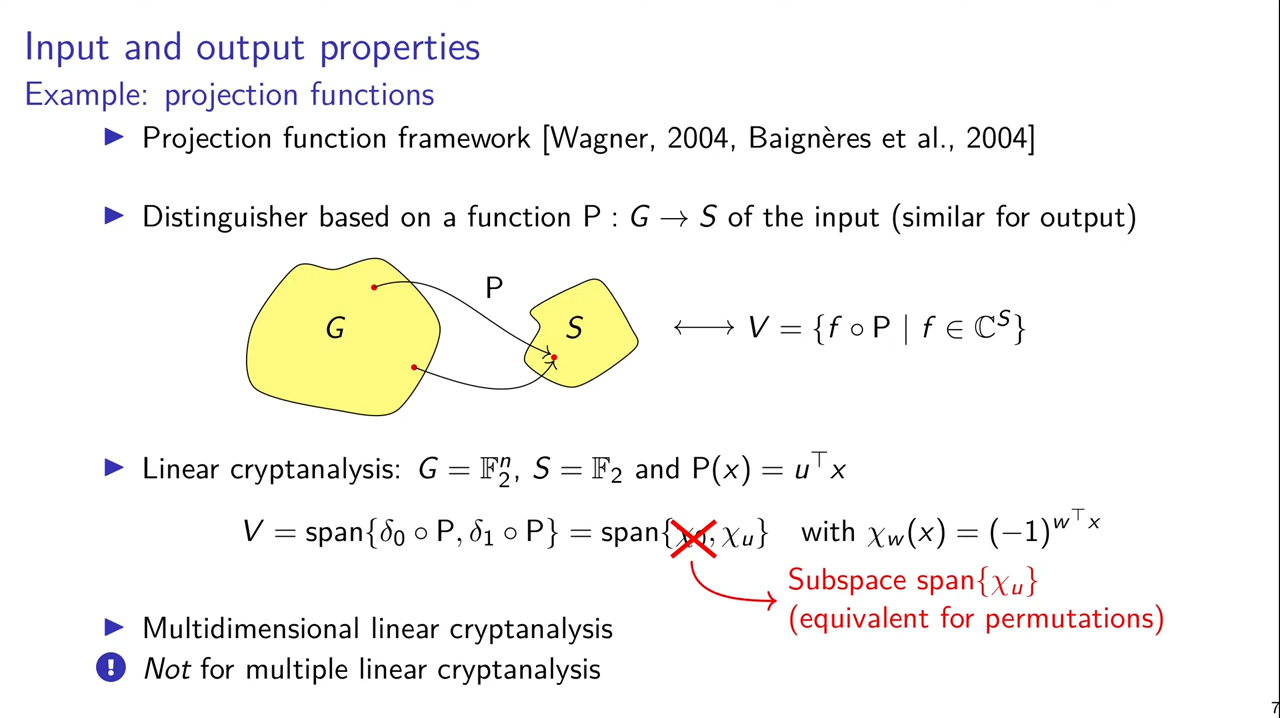 Input and output properties
Example: projection functions
▶ Projection function framework [Wagner, 2004, Baignères et al., 2004]
▶ Distinguisher based on a function P : G → S of the input (similar for output)
P
G
S
⟷ V = {f ∘ P | f ∈ ℂ^S}
▶ Linear cryptanalysis: G = 𝔽₂ⁿ, S = 𝔽₂ and P(x) = u^⊤x
V = span{δ₀ ∘ P, δ₁ ∘ P} = span{χ₀, χᵤ} with χ_w(x) = (−1)^{w^⊤x}
Subspace span{χᵤ}
(equivalent for permutations)
▶ Multidimensional linear cryptanalysis
! Not for multiple linear cryptanalysis
7